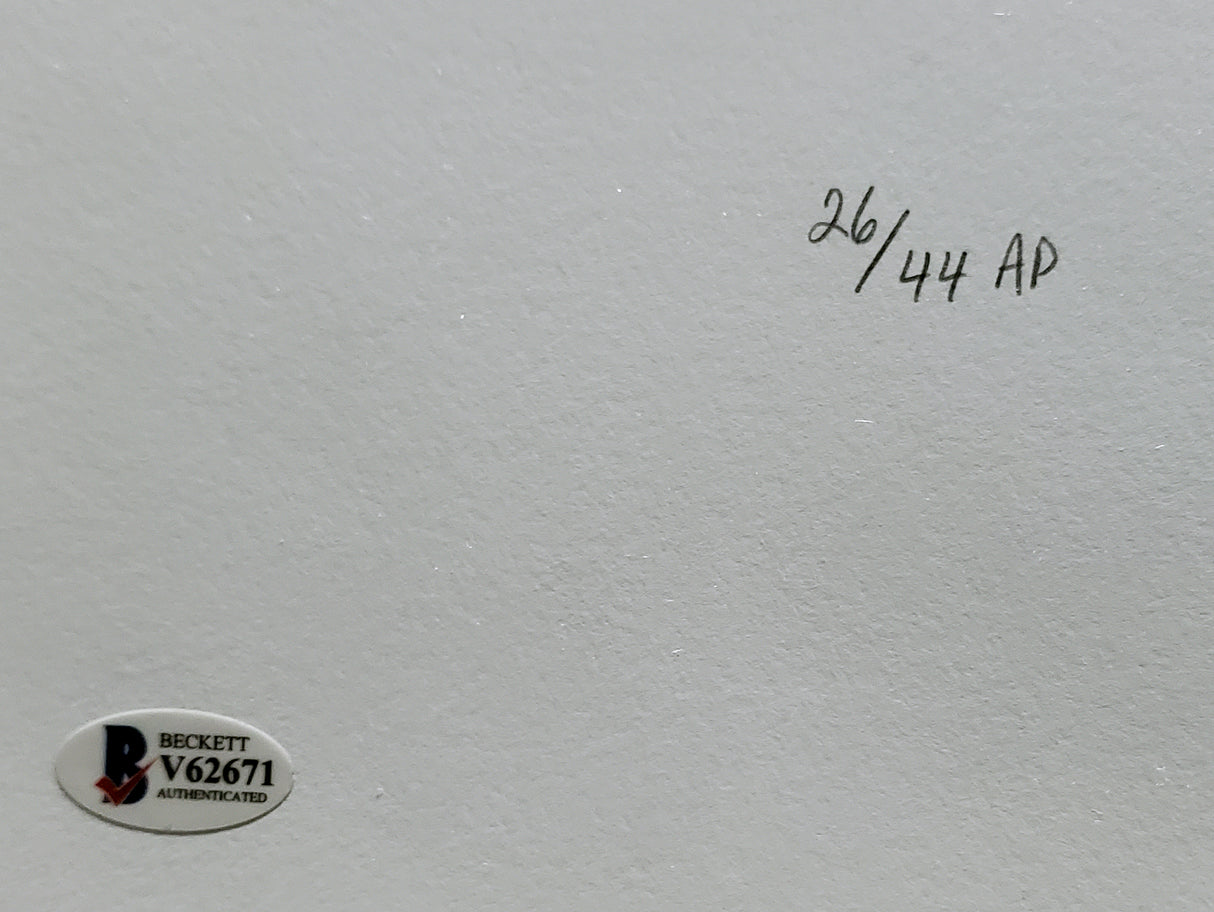 26/44 AP
BECKETT
V62671
AUTHENTICATED